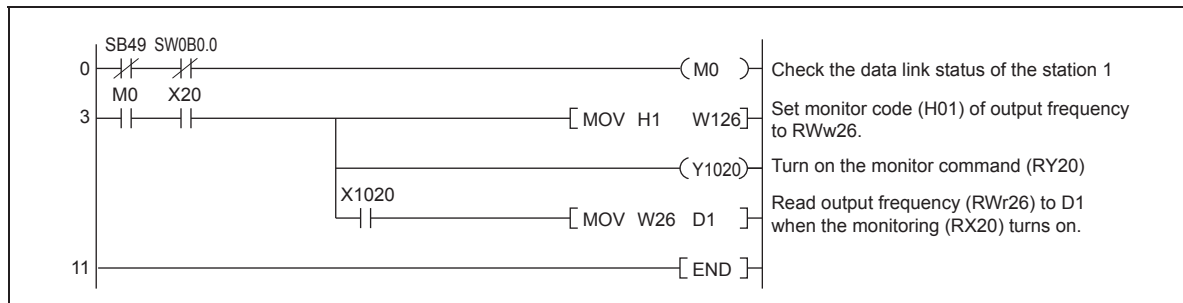 SB49 SW0B0.0
0 M0 Check the data link status of the station 1
M0 X20
3 MOV H1 W126 Set monitor code (H01) of output frequency
to RWw26.
Y1020 Turn on the monitor command (RY20)
X1020
MOV W26 D1 Read output frequency (RWr26) to D1
when the monitoring (RX20) turns on.
11 END